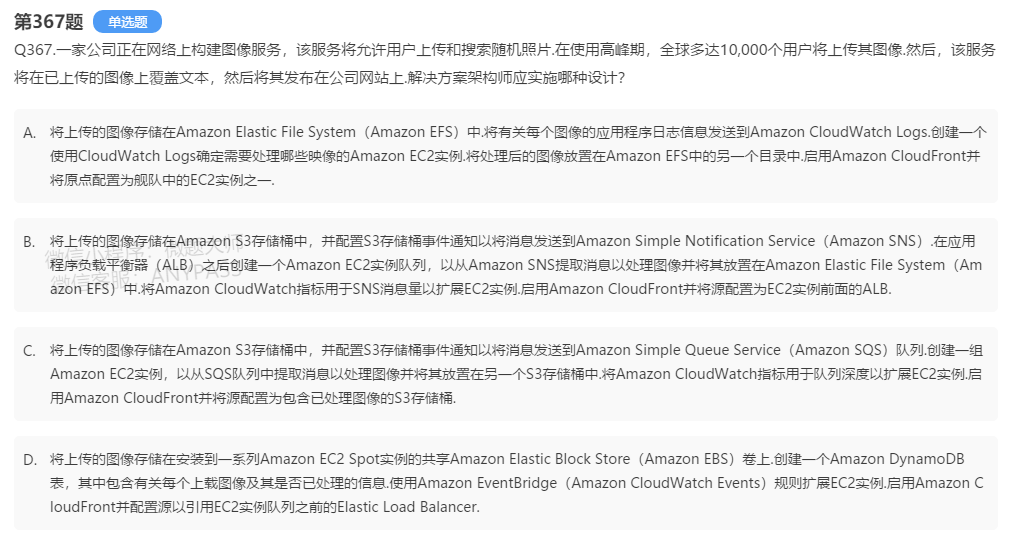 第367题 单选题
Q367.一家公司正在网络上构建图像服务，该服务将允许用户上传和搜索随机照片.在使用高峰期，全球多达10,000个用户将上传其图像.然后，该服务
将在已上传的图像上覆盖文本，然后将其发布在公司网站上.解决方案架构师应实施哪种设计？
A. 将上传的图像存储在Amazon Elastic File System（Amazon EFS）中.将有关每个图像的应用程序日志信息发送到Amazon CloudWatch Logs.创建一个
使用CloudWatch Logs确定需要处理哪些映像的Amazon EC2实例.将处理后的图像放置在Amazon EFS中的另一个目录中.启用Amazon CloudFront并
将原点配置为舰队中的EC2实例之一.
B. 将上传的图像存储在Amazon S3存储桶中，并配置S3存储桶事件通知以将消息发送到Amazon Simple Notification Service（Amazon SNS）.在应用
程序负载平衡器（ALB）之后创建一个Amazon EC2实例队列，以从Amazon SNS提取消息以处理图像并将其放置在Amazon Elastic File System（Am
azon EFS）中.将Amazon CloudWatch指标用于SNS消息量以扩展EC2实例.启用Amazon CloudFront并将源配置为EC2实例前面的ALB.
微信小程序：微题大师
微信客服：ANYPASS
C. 将上传的图像存储在Amazon S3存储桶中，并配置S3存储桶事件通知以将消息发送到Amazon Simple Queue Service（Amazon SQS）队列.创建一组
Amazon EC2实例，以从SQS队列中提取消息以处理图像并将其放置在另一个S3存储桶中.将Amazon CloudWatch指标用于队列深度以扩展EC2实例.启
用Amazon CloudFront并将源配置为包含已处理图像的S3存储桶.
D. 将上传的图像存储在安装到一系列Amazon EC2 Spot实例的共享Amazon Elastic Block Store（Amazon EBS）卷上.创建一个Amazon DynamoDB
表，其中包含有关每个上载图像及其是否已处理的信息.使用Amazon EventBridge（Amazon CloudWatch Events）规则扩展EC2实例.启用Amazon C
loudFront并配置源以引用EC2实例队列之前的Elastic Load Balancer.